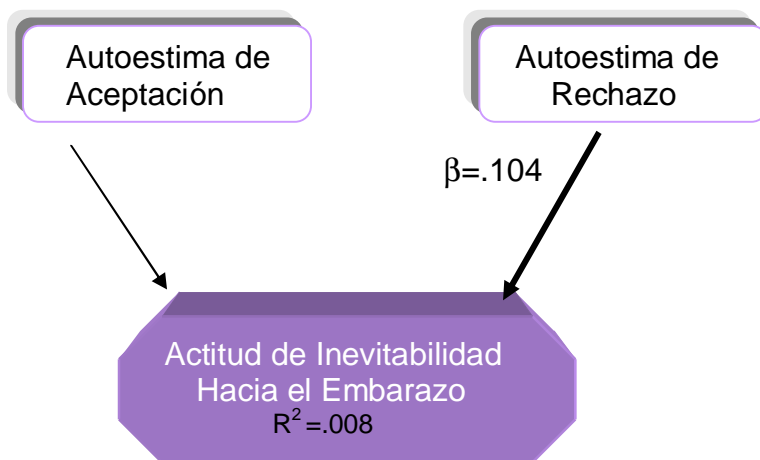 Autoestima de
Aceptación
Autoestima de
Rechazo
β=.104
Actitud de Inevitabilidad
Hacia el Embarazo
R² =.008